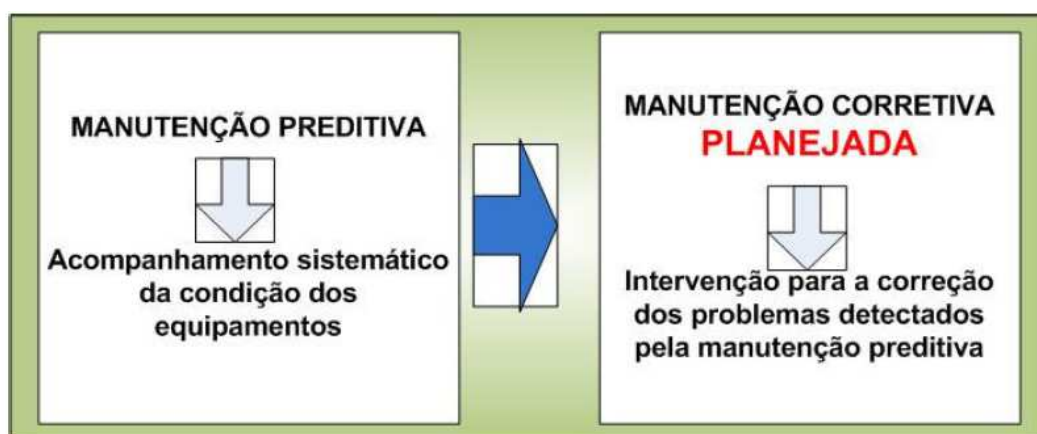 MANUTENÇÃO PREDITIVA
Acompanhamento sistemático
da condição dos
equipamentos
MANUTENÇÃO CORRETIVA
PLANEJADA
Intervenção para a correção
dos problemas detectados
pela manutenção preditiva